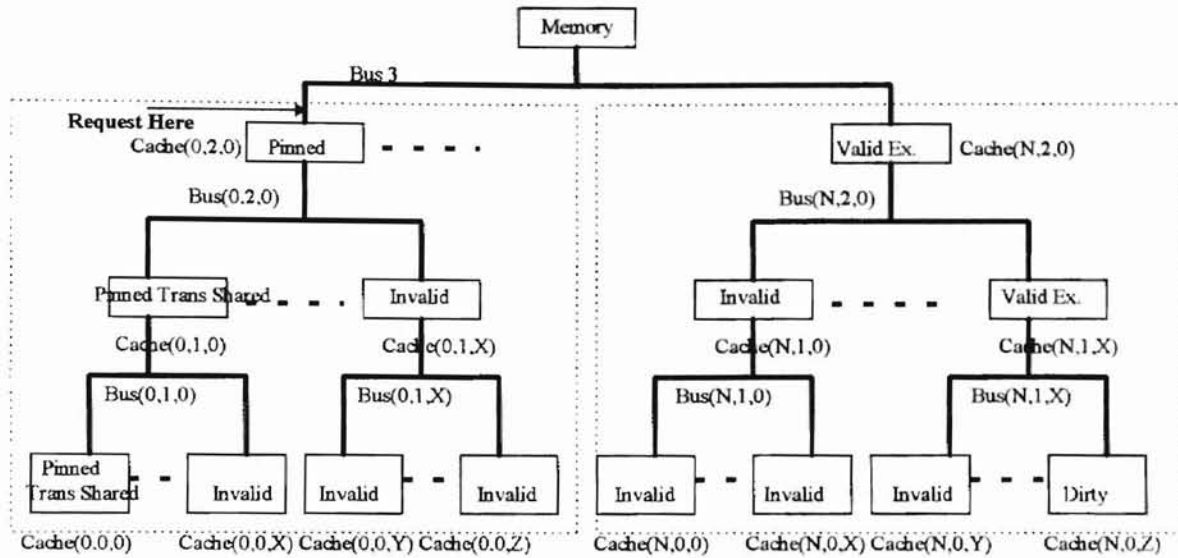 Memory
Bus 3
Request Here
Cache(0,2,0)
Pinned
Valid Ex.
Cache(N,2,0)
Bus(0,2,0)
Bus(N,2,0)
Pinned Trans Shared
Invalid
Invalid
Valid Ex.
Cache(0,1,0)
Cache(0,1,X)
Cache(N,1,0)
Cache(N,1,X)
Bus(0,1,0)
Bus(0,1,X)
Bus(N,1,0)
Bus(N,1,X)
Pinned
Trans Shared
Invalid
Invalid
Invalid
Invalid
Invalid
Invalid
Dirty
Cache(0,0,0)
Cache(0,0,X)
Cache(0,0,Y)
Cache(0,0,Z)
Cache(N,0,0)
Cache(N,0,X)
Cache(N,0,Y)
Cache(N,0,Z)